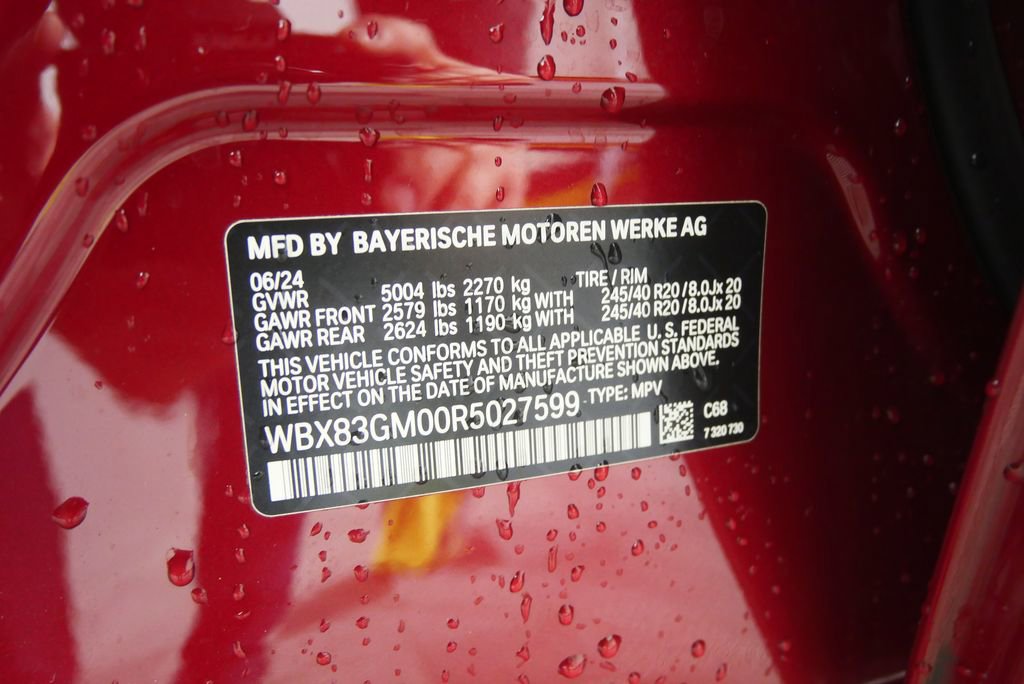 MFD BY BAYERISCHE MOTOREN WERKE AG
06/24 TIRE / RIM
GVWR 5004 lbs 2270 kg
GAWR FRONT 2579 lbs 1170 kg WITH 245/40 R20 / 8.0Jx 20
GAWR REAR 2624 lbs 1190 kg WITH 245/40 R20 / 8.0Jx 20
THIS VEHICLE CONFORMS TO ALL APPLICABLE U. S. FEDERAL
MOTOR VEHICLE SAFETY AND THEFT PREVENTION STANDARDS
IN EFFECT ON THE DATE OF MANUFACTURE SHOWN ABOVE.
WBX83GM00R5027599 TYPE: MPV
C68
7 320 730